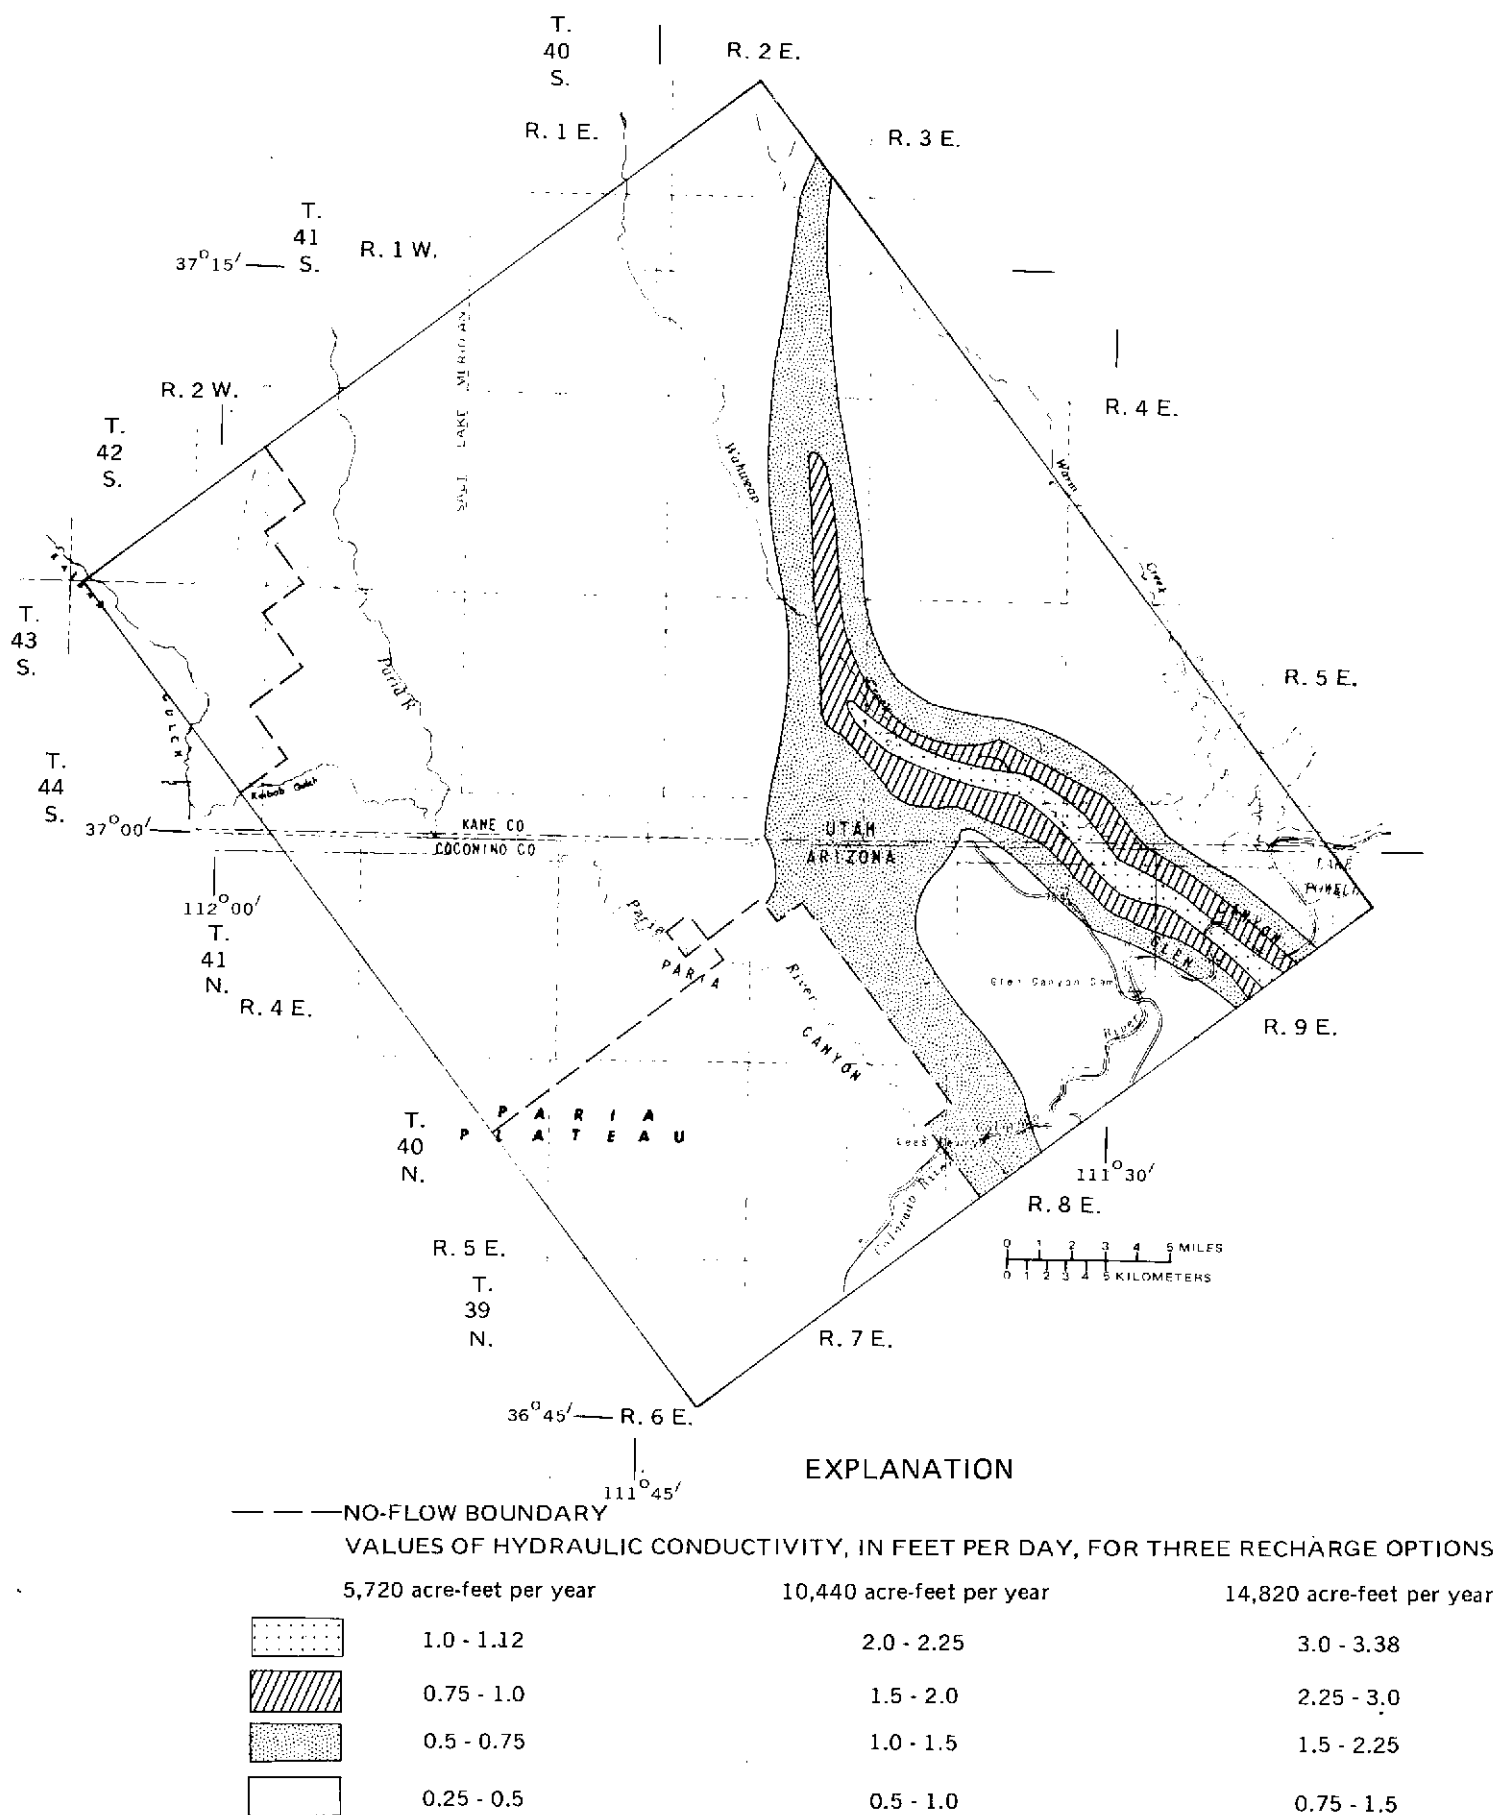 T.
40
S.
R. 2 E.
R. 1 E.
R. 3 E.
T.
41
S.
R. 1 W.
37°15′
SALT LAKE MERIDIAN
R. 2 W.
R. 4 E.
T.
42
S.
Wahweap
Warm
Creek
T.
43
S.
Paria R
R. 5 E.
GULCH
T.
44
S.
Kaibab Gulch
37°00′
KANE CO
COCONINO CO
UTAH
ARIZONA
LAKE
POWELL
112°00′
T.
41
N.
R. 4 E.
Paria
PARIA
River
CANYON
GLEN
CANYON
Glen Canyon Dam
River
R. 9 E.
PARIA
PLATEAU
T.
40
N.
Lees Ferry
Colorado
Colorado River
111°30′
R. 8 E.
R. 5 E.
0 1 2 3 4 5 MILES
0 1 2 3 4 5 KILOMETERS
T.
39
N.
R. 7 E.
36°45′
R. 6 E.
111°45′
EXPLANATION
NO-FLOW BOUNDARY
VALUES OF HYDRAULIC CONDUCTIVITY, IN FEET PER DAY, FOR THREE RECHARGE OPTIONS
5,720 acre-feet per year 10,440 acre-feet per year 14,820 acre-feet per year
1.0 - 1.12 2.0 - 2.25 3.0 - 3.38
0.75 - 1.0 1.5 - 2.0 2.25 - 3.0
0.5 - 0.75 1.0 - 1.5 1.5 - 2.25
0.25 - 0.5 0.5 - 1.0 0.75 - 1.5